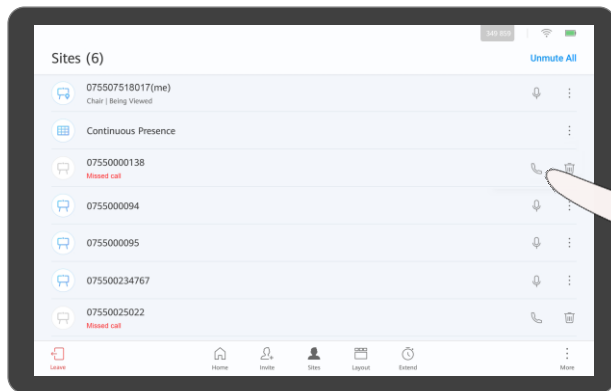 Sites (6)
Unmute All
075507518017(me)
Chair | Being Viewed
Continuous Presence
07550000138
Missed call
0755000094
0755000095
075500234767
07550025022
Missed call
Leave
Home
Invite
Sites
Layout
Extend
More